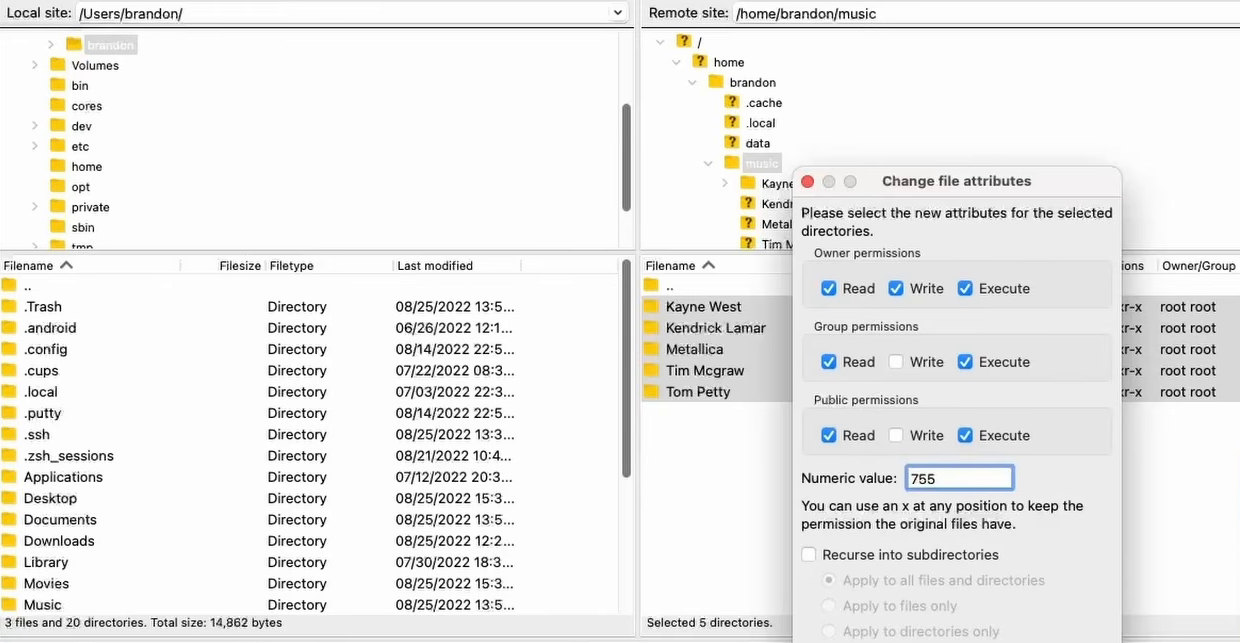 Local site: /Users/brandon/
brandon
Volumes
bin
cores
dev
etc
home
opt
private
sbin
tmp
Filename Filesize Filetype Last modified
..
.Trash Directory 08/25/2022 13:5...
.android Directory 06/26/2022 12:1...
.config Directory 08/14/2022 22:5...
.cups Directory 07/22/2022 08:3...
.local Directory 07/03/2022 22:3...
.putty Directory 08/14/2022 22:5...
.ssh Directory 08/25/2022 13:3...
.zsh_sessions Directory 08/21/2022 10:4...
Applications Directory 07/12/2022 20:3...
Desktop Directory 08/25/2022 15:3...
Documents Directory 08/25/2022 13:5...
Downloads Directory 08/25/2022 12:2...
Library Directory 07/30/2022 18:3...
Movies Directory 08/25/2022 15:3...
Music Directory 08/25/2022 13:5...
3 files and 20 directories. Total size: 14,862 bytes
Remote site: /home/brandon/music
/
home
brandon
.cache
.local
data
music
Kayne
Kendr
Metal
Tim M
Filename ions Owner/Group
..
Kayne West xr-x root root
Kendrick Lamar xr-x root root
Metallica xr-x root root
Tim Mcgraw xr-x root root
Tom Petty xr-x root root
Selected 5 directories.
Change file attributes
Please select the new attributes for the selected
directories.
Owner permissions
Read Write Execute
Group permissions
Read Write Execute
Public permissions
Read Write Execute
Numeric value: 755
You can use an x at any position to keep the
permission the original files have.
Recurse into subdirectories
Apply to all files and directories
Apply to files only
Apply to directories only